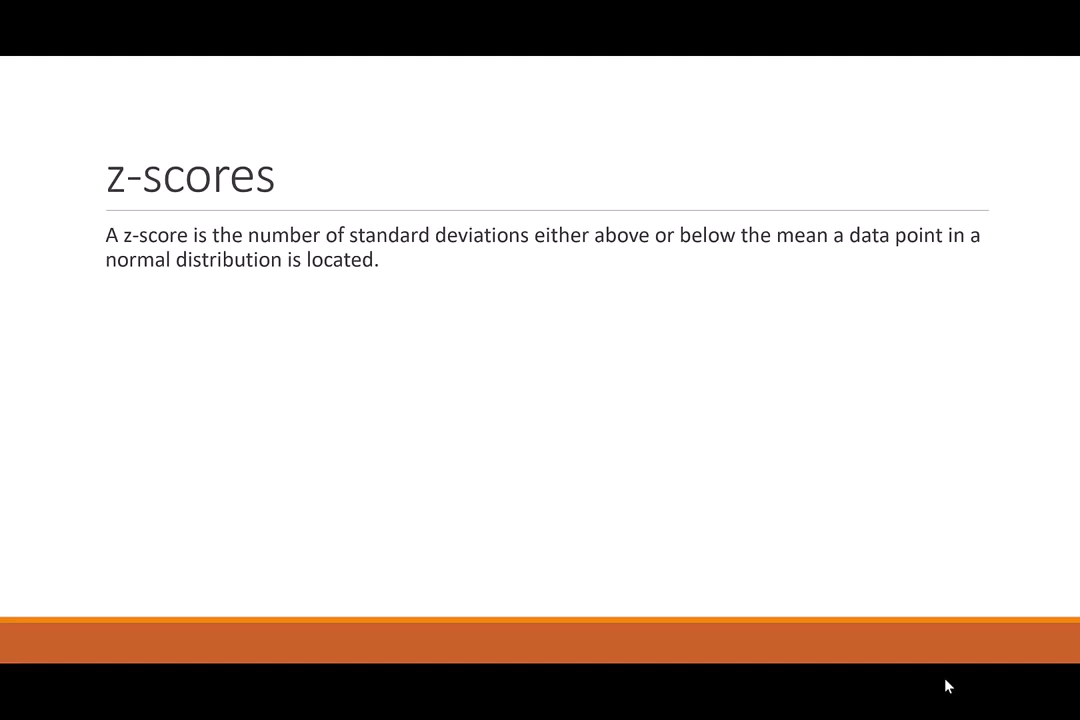 z-scores
A z-score is the number of standard deviations either above or below the mean a data point in a
normal distribution is located.